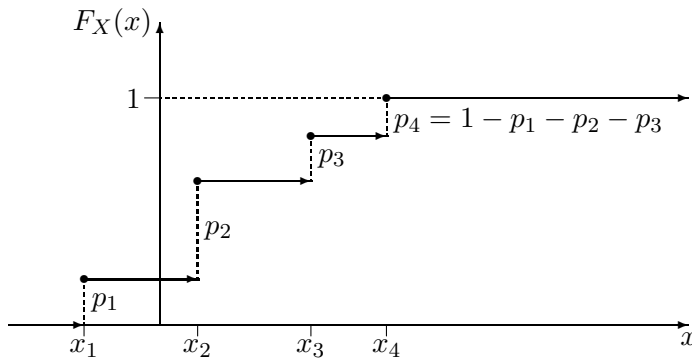 F_X(x)
1
p_4 = 1 − p_1 − p_2 − p_3
p_3
p_2
p_1
x_1 x_2 x_3 x_4 x